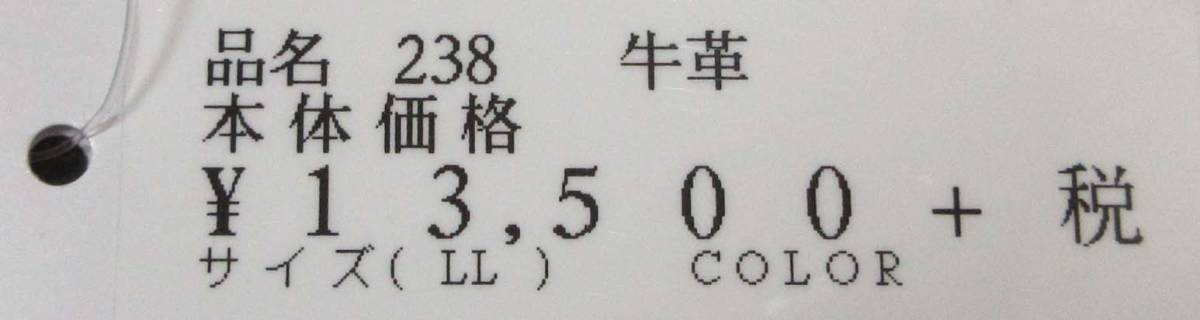 品名 238 牛革
本体価格
¥13,500+税
サイズ(LL) COLOR